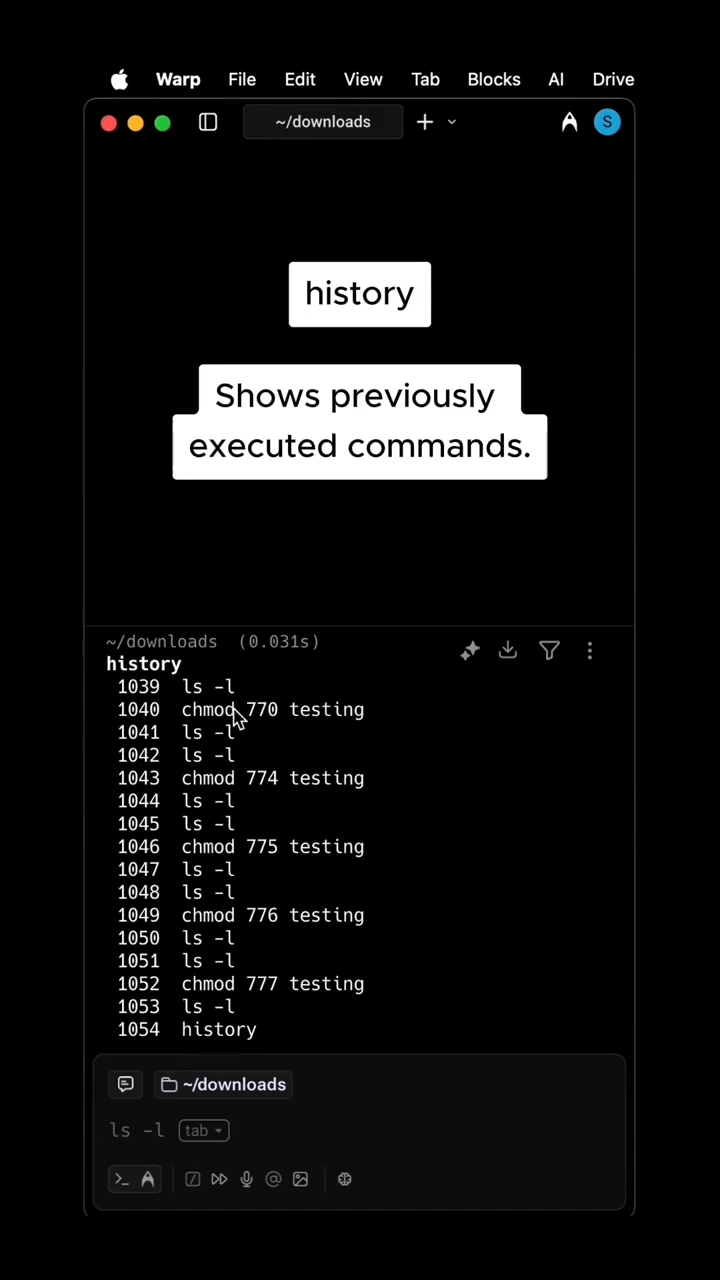 Warp File Edit View Tab Blocks AI Drive
~/downloads
S
history
Shows previously
executed commands.
~/downloads (0.031s)
history
1039 ls -l
1040 chmod 770 testing
1041 ls -l
1042 ls -l
1043 chmod 774 testing
1044 ls -l
1045 ls -l
1046 chmod 775 testing
1047 ls -l
1048 ls -l
1049 chmod 776 testing
1050 ls -l
1051 ls -l
1052 chmod 777 testing
1053 ls -l
1054 history
~/downloads
ls -l tab